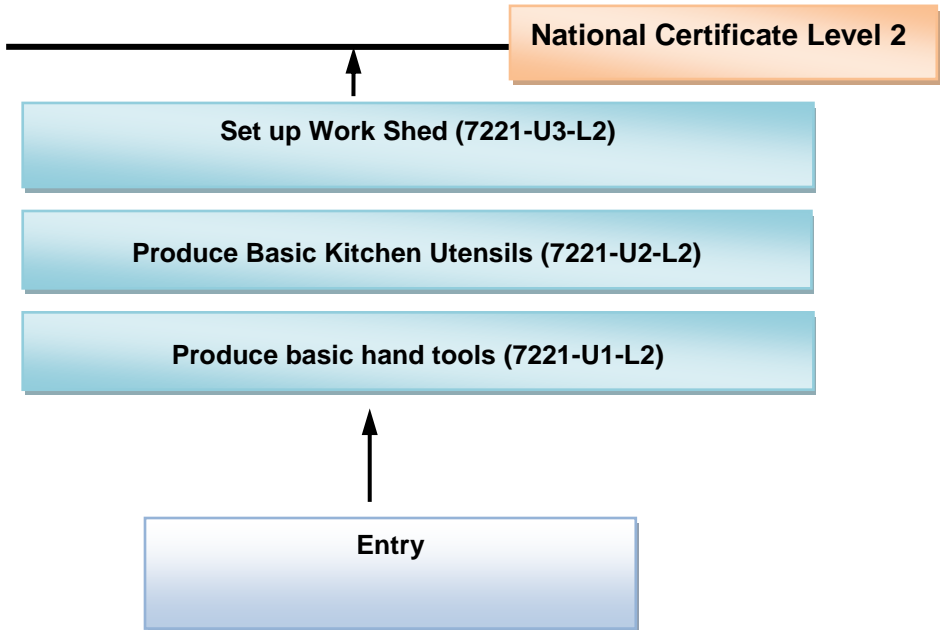 National Certificate Level 2
Set up Work Shed (7221-U3-L2)
Produce Basic Kitchen Utensils (7221-U2-L2)
Produce basic hand tools (7221-U1-L2)
Entry